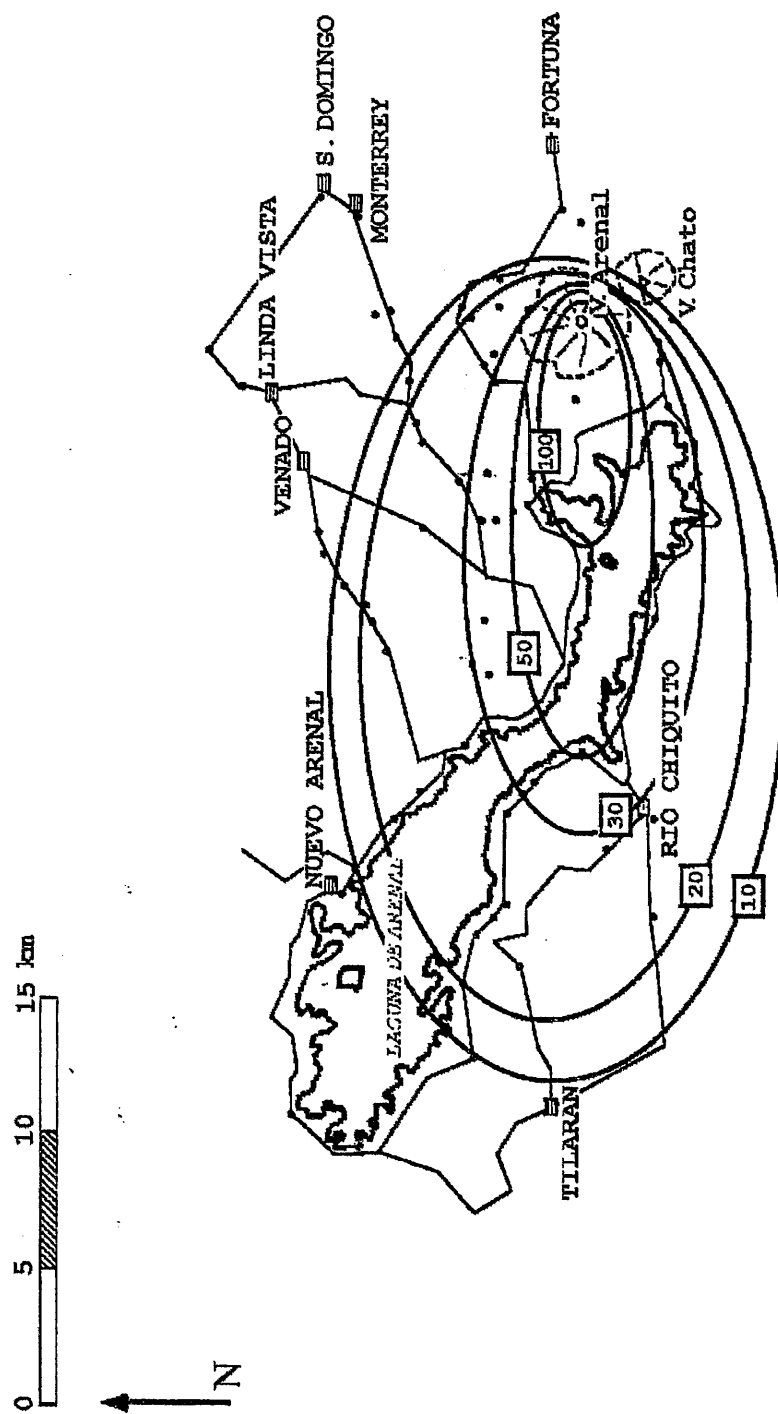 0 5 10 15 km
N
S. DOMINGO
LINDA VISTA
MONTERREY
VENADO
FORTUNA
NUEVO ARENAL
V. Arenal
V. Chato
100
50
LAGUNA DE ARENAL
30
RIO CHIQUITO
20
10
TILARAN